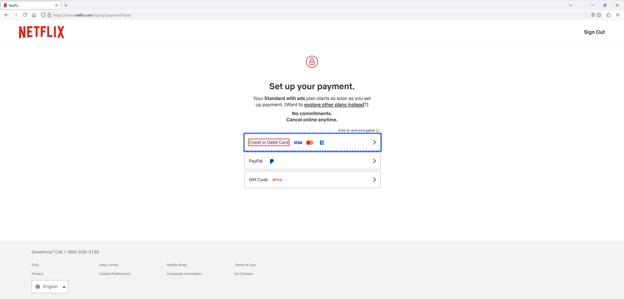 Netflix
https://www.netflix.com/signup/paymentPicker
NETFLIX
Sign Out
Set up your payment.
Your Standard with ads plan starts as soon as you set
up payment. (Want to explore other plans instead?)
No commitments.
Cancel online anytime.
End-to-end encrypted
Credit or Debit Card VISA
PayPal
Gift Code
Questions? Call 1-866-839-3185
FAQ Help Center Netflix Shop Terms of Use
Privacy Cookie Preferences Corporate Information Ad Choices
English